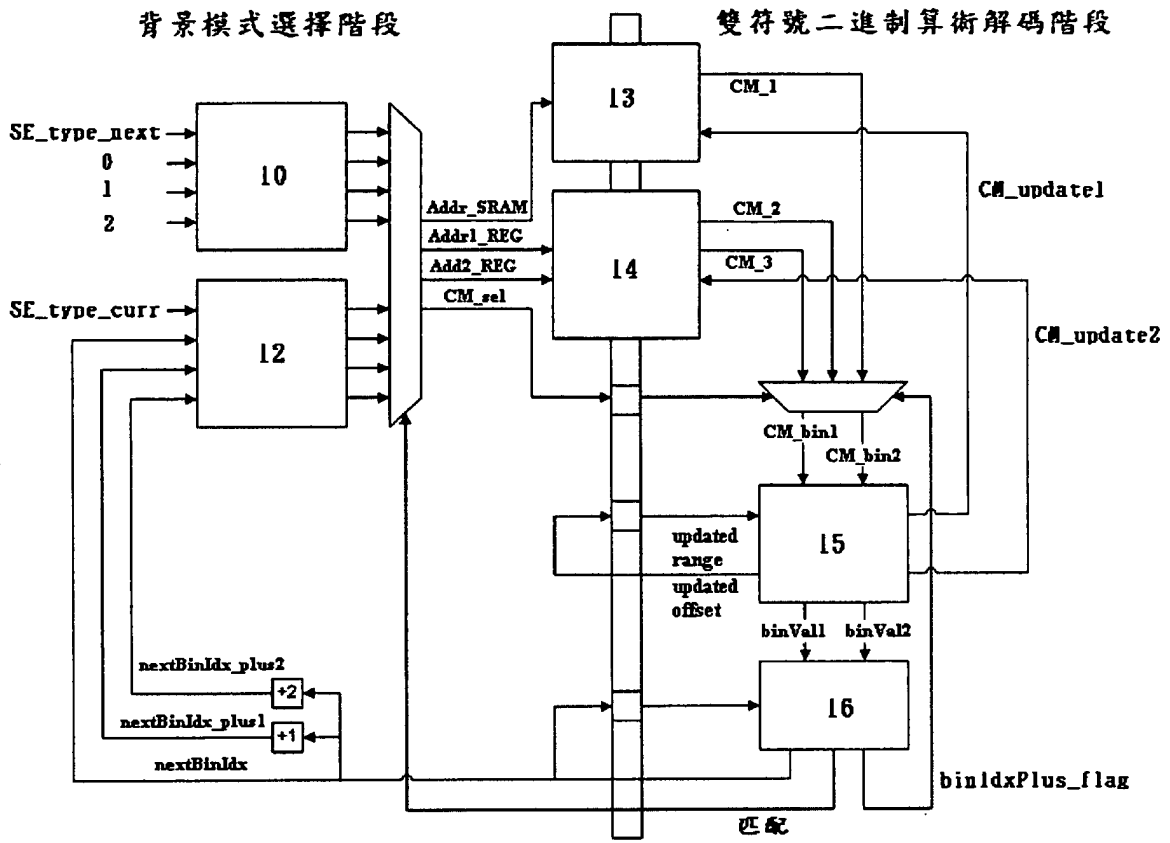 背景模式選擇階段
雙符號二進制算術解碼階段
SE_type_next
0
1
2
10
13
CM_1
Addr_SRAM
Addr1_REG
Add2_REG
CM_sel
14
CM_2
CM_3
CM_update1
SE_type_curr
12
CM_update2
CM_bin1
CM_bin2
15
updated
range
updated
offset
binVal1
binVal2
nextBinIdx_plus2
+2
nextBinIdx_plus1
+1
nextBinIdx
16
binIdxPlus_flag
匹配